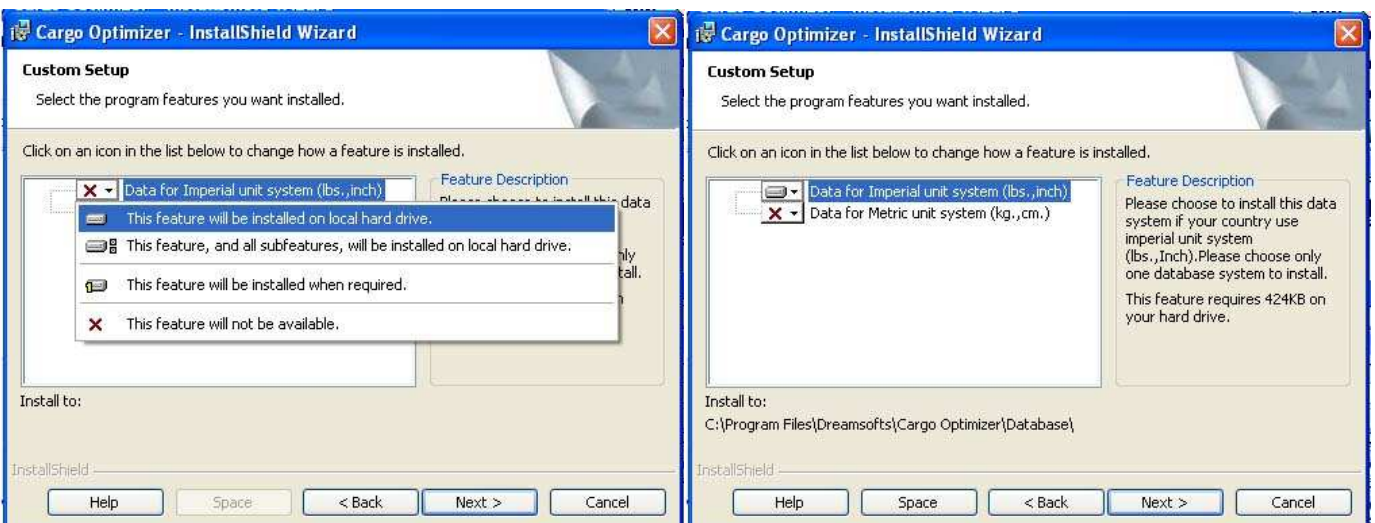 Cargo Optimizer - InstallShield Wizard
Custom Setup
Select the program features you want installed.
Click on an icon in the list below to change how a feature is installed.
Data for Imperial unit system (lbs.,inch)
This feature will be installed on local hard drive.
This feature, and all subfeatures, will be installed on local hard drive.
This feature will be installed when required.
This feature will not be available.
Feature Description
data
tall.
Install to:
InstallShield
Help
Space
< Back
Next >
Cancel
Cargo Optimizer - InstallShield Wizard
Custom Setup
Select the program features you want installed.
Click on an icon in the list below to change how a feature is installed.
Data for Imperial unit system (lbs.,inch)
Data for Metric unit system (kg.,cm.)
Feature Description
Please choose to install this data
system if your country use
imperial unit system
(lbs.,Inch).Please choose only
one database system to install.
This feature requires 424KB on
your hard drive.
Install to:
C:\Program Files\Dreamsofts\Cargo Optimizer\Database\
InstallShield
Help
Space
< Back
Next >
Cancel